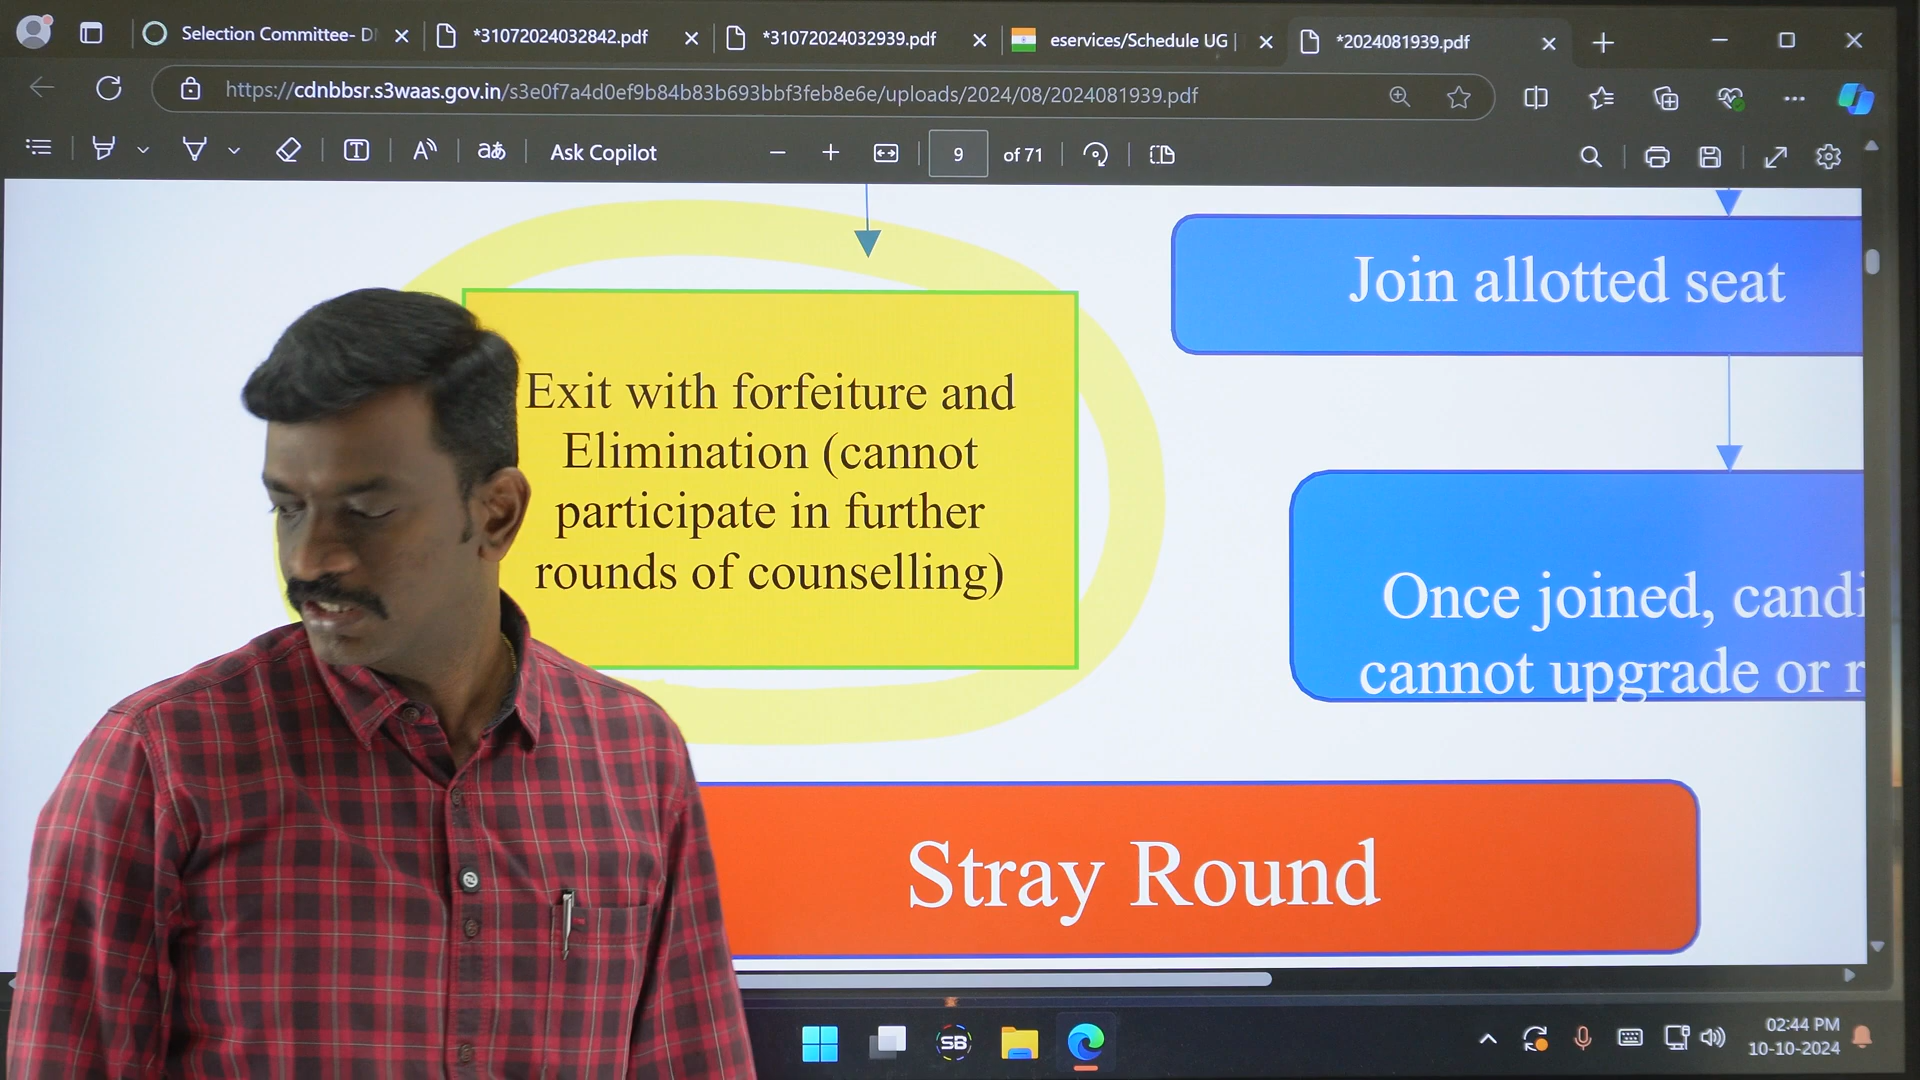 Selection Committee- D
*31072024032842.pdf
*31072024032939.pdf
eservices/Schedule UG |
*2024081939.pdf
https://cdnbbsr.s3waas.gov.in/s3e0f7a4d0ef9b84b83b693bbf3feb8e6e/uploads/2024/08/2024081939.pdf
Ask Copilot
9 of 71
Join allotted seat
Exit with forfeiture and
Elimination (cannot
participate in further
rounds of counselling)
Once joined, candi
cannot upgrade or r
Stray Round
SB
02:44 PM
10-10-2024